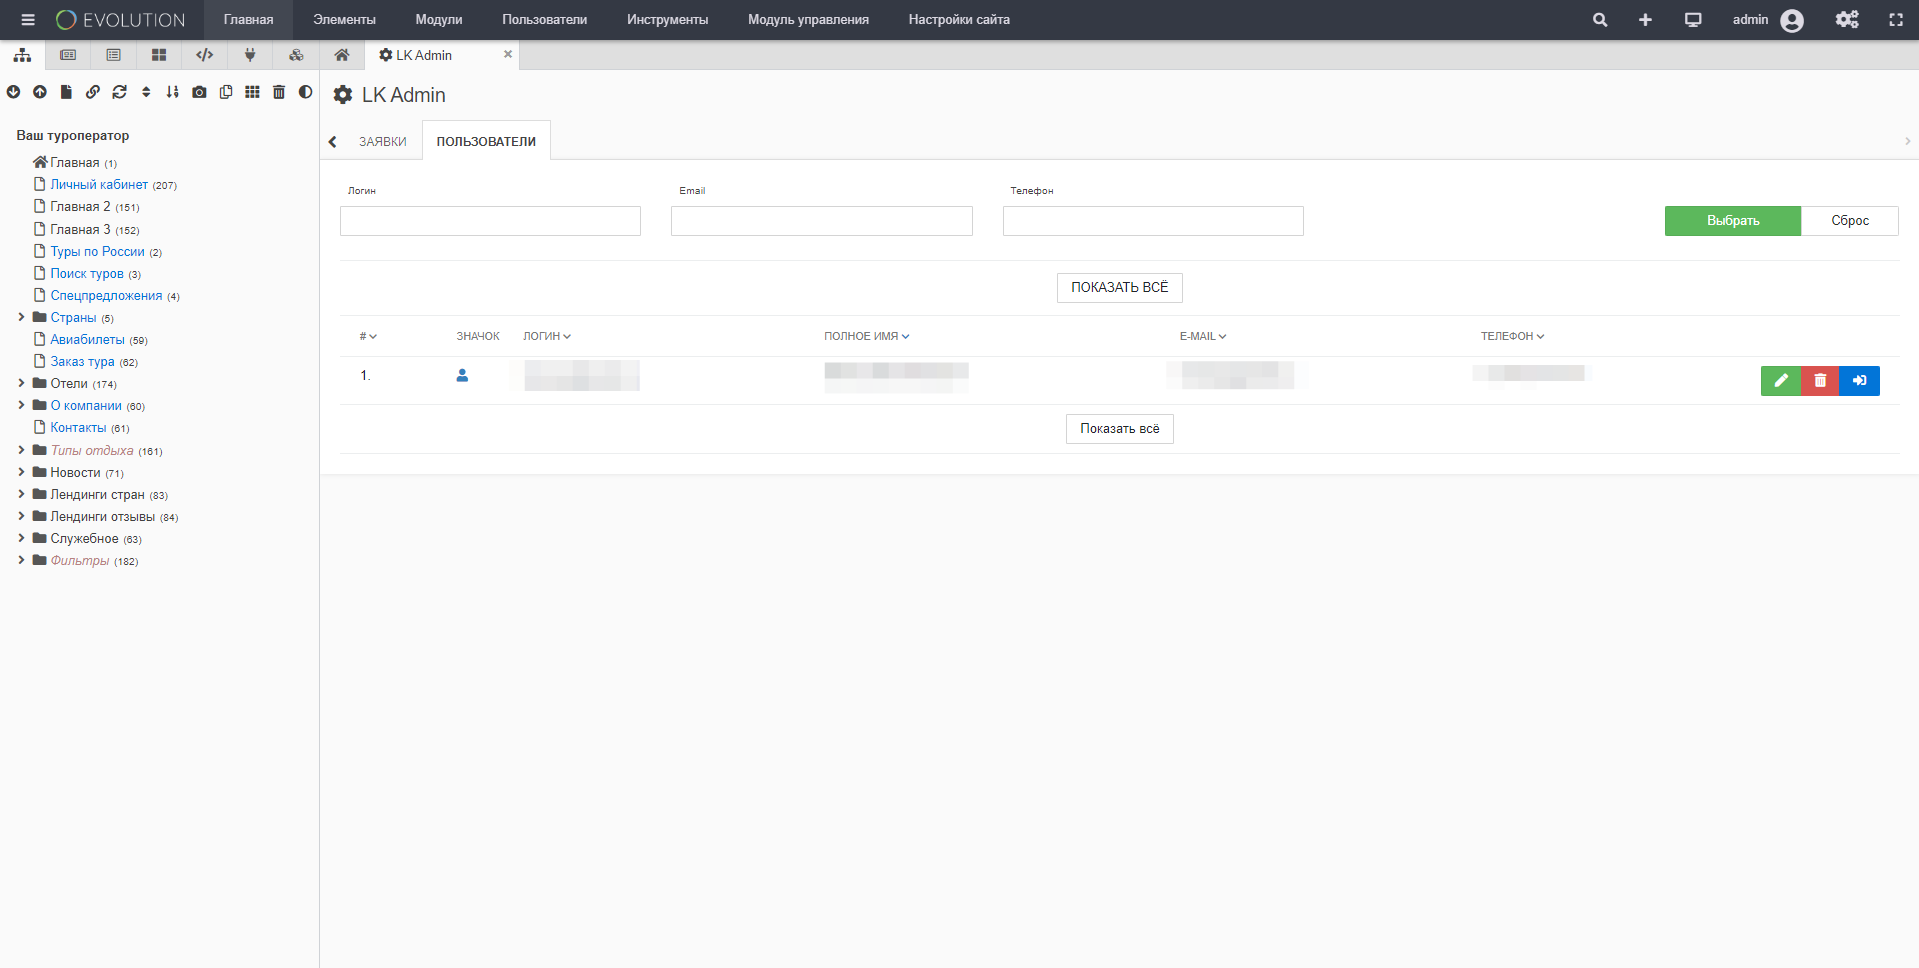 EVOLUTION Главная Элементы Модули Пользователи Инструменты Модуль управления Настройки сайта admin
LK Admin ×
LK Admin
Ваш туроператор
Главная (1)
Личный кабинет (207)
Главная 2 (151)
Главная 3 (152)
Туры по России (2)
Поиск туров (3)
Спецпредложения (4)
Страны (5)
Авиабилеты (59)
Заказ тура (62)
Отели (174)
О компании (60)
Контакты (61)
Типы отдыха (161)
Новости (71)
Лендинги стран (83)
Лендинги отзывы (84)
Служебное (63)
Фильтры (182)
ЗАЯВКИ ПОЛЬЗОВАТЕЛИ
Логин Email Телефон
Выбрать Сброс
ПОКАЗАТЬ ВСЁ
# ЗНАЧОК ЛОГИН ПОЛНОЕ ИМЯ E-MAIL ТЕЛЕФОН
1.
Показать всё